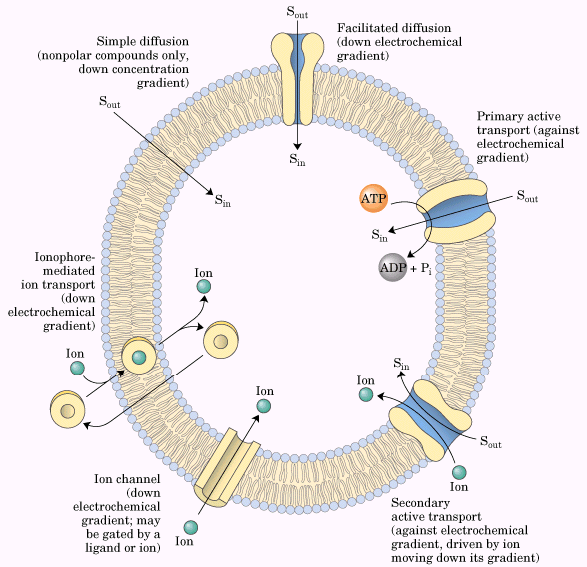 Simple diffusion
(nonpolar compounds only,
down concentration
gradient)
Sout
Sin
Sout
Facilitated diffusion
(down electrochemical
gradient)
Sin
Primary active
transport (against
electrochemical
gradient)
Sout
ATP
Sin
ADP + Pi
Ionophore-
mediated
ion transport
(down
electrochemical
gradient)
Ion
Ion
Ion
Ion channel
(down
electrochemical
gradient; may
be gated by a
ligand or ion)
Ion
Sin
Ion
Sout
Ion
Secondary
active transport
(against electrochemical
gradient, driven by ion
moving down its gradient)